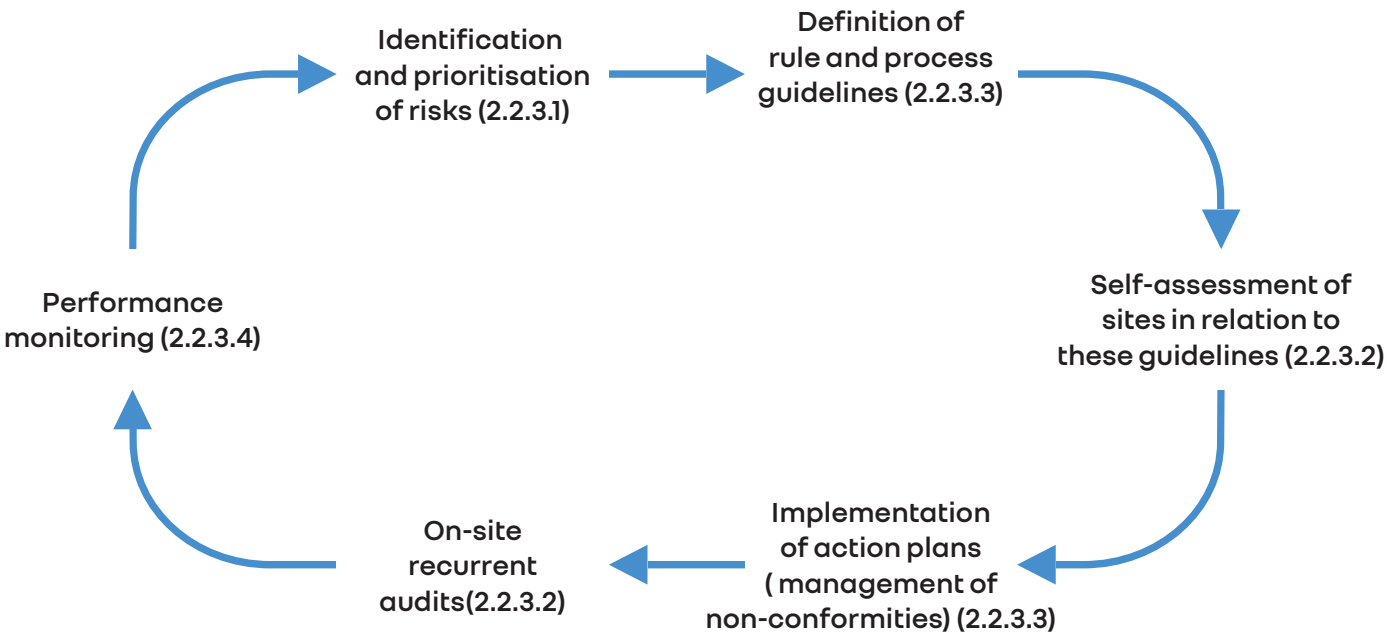 Identification
and prioritisation
of risks (2.2.3.1)
Definition of
rule and process
guidelines (2.2.3.3)
Self-assessment of
sites in relation to
these guidelines (2.2.3.2)
Implementation
of action plans
( management of
non-conformities) (2.2.3.3)
On-site
recurrent
audits(2.2.3.2)
Performance
monitoring (2.2.3.4)